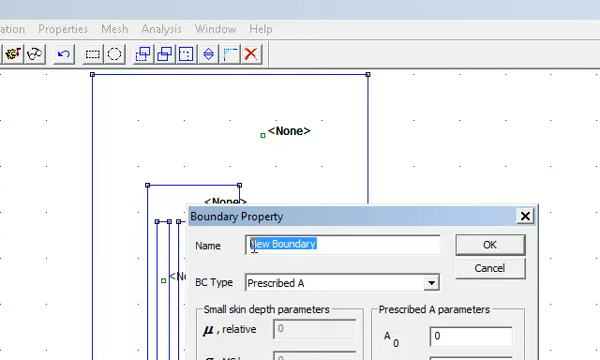 ation Properties Mesh Analysis Window Help
<None>
<None>
Boundary Property
<No
Name New Boundary OK
Cancel
BC Type Prescribed A
Small skin depth parameters Prescribed A parameters
μ, relative 0 A 0 0